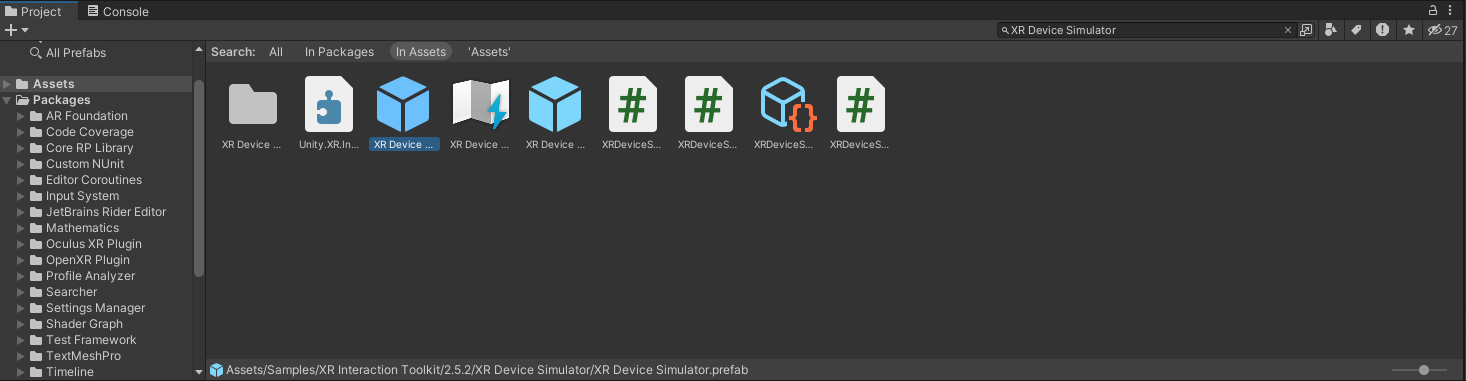 Project
Console
XR Device Simulator
27
All Prefabs
Assets
Packages
AR Foundation
Code Coverage
Core RP Library
Custom NUnit
Editor Coroutines
Input System
JetBrains Rider Editor
Mathematics
Oculus XR Plugin
OpenXR Plugin
Profile Analyzer
Searcher
Settings Manager
Shader Graph
Test Framework
TextMeshPro
Timeline
Search: All In Packages In Assets 'Assets'
XR Device ... Unity.XR.In... XR Device ... XR Device ... XR Device ... XRDeviceS... XRDeviceS... XRDeviceS... XRDeviceS...
Assets/Samples/XR Interaction Toolkit/2.5.2/XR Device Simulator/XR Device Simulator.prefab